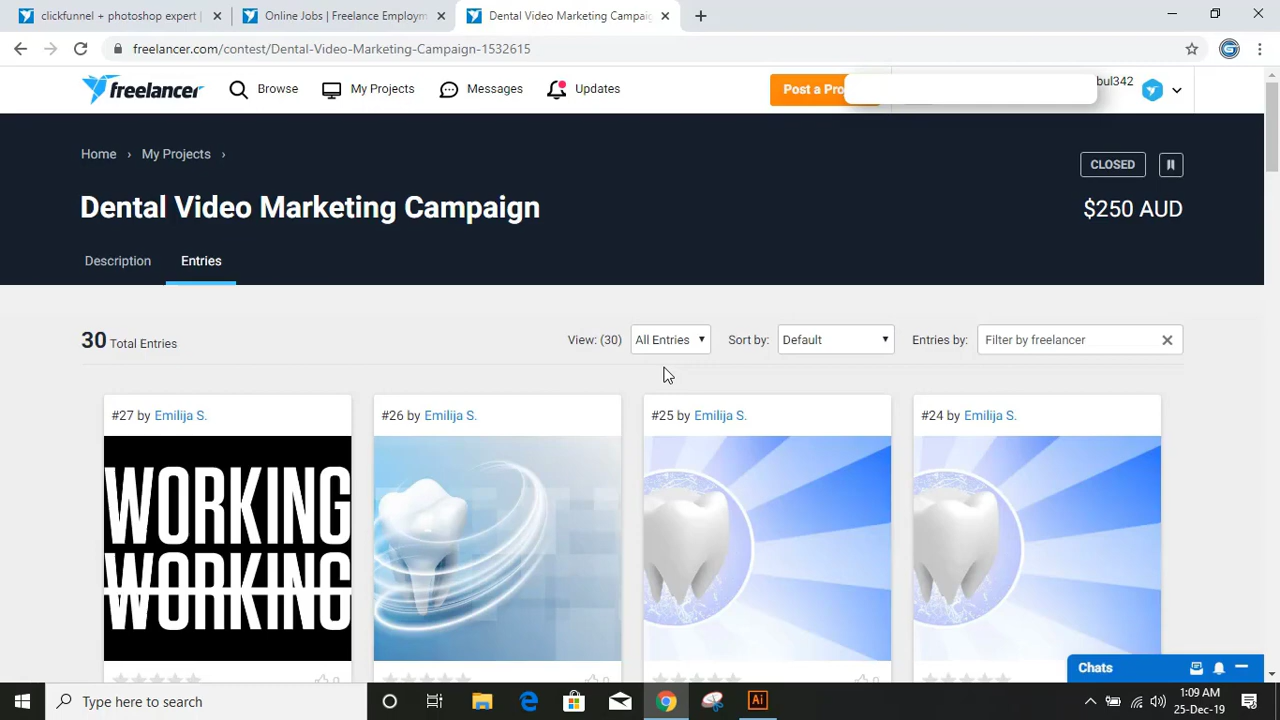 clickfunnel + photoshop expert |
Online Jobs | Freelance Employm
Dental Video Marketing Campaig
freelancer.com/contest/Dental-Video-Marketing-Campaign-1532615
freelancer
Browse
My Projects
Messages
Updates
Post a Pro
bul342
Home › My Projects ›
CLOSED
Dental Video Marketing Campaign
$250 AUD
Description
Entries
30 Total Entries
View: (30)
All Entries
Sort by:
Default
Entries by:
Filter by freelancer
#27 by Emilija S.
#26 by Emilija S.
#25 by Emilija S.
#24 by Emilija S.
WORKING
WORKING
0
0
0
Chats
Type here to search
Ai
1:09 AM
25-Dec-19